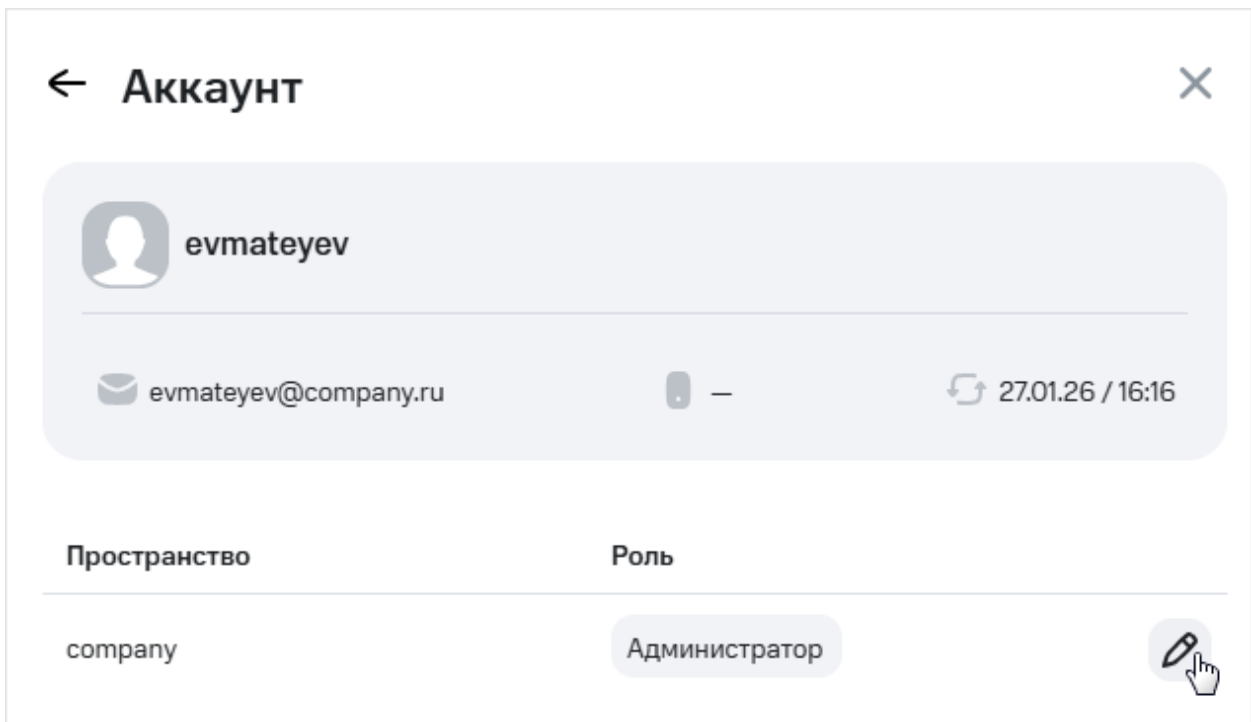 Аккаунт
evmateyev
evmateyev@company.ru — 27.01.26 / 16:16
Пространство Роль
company Администратор